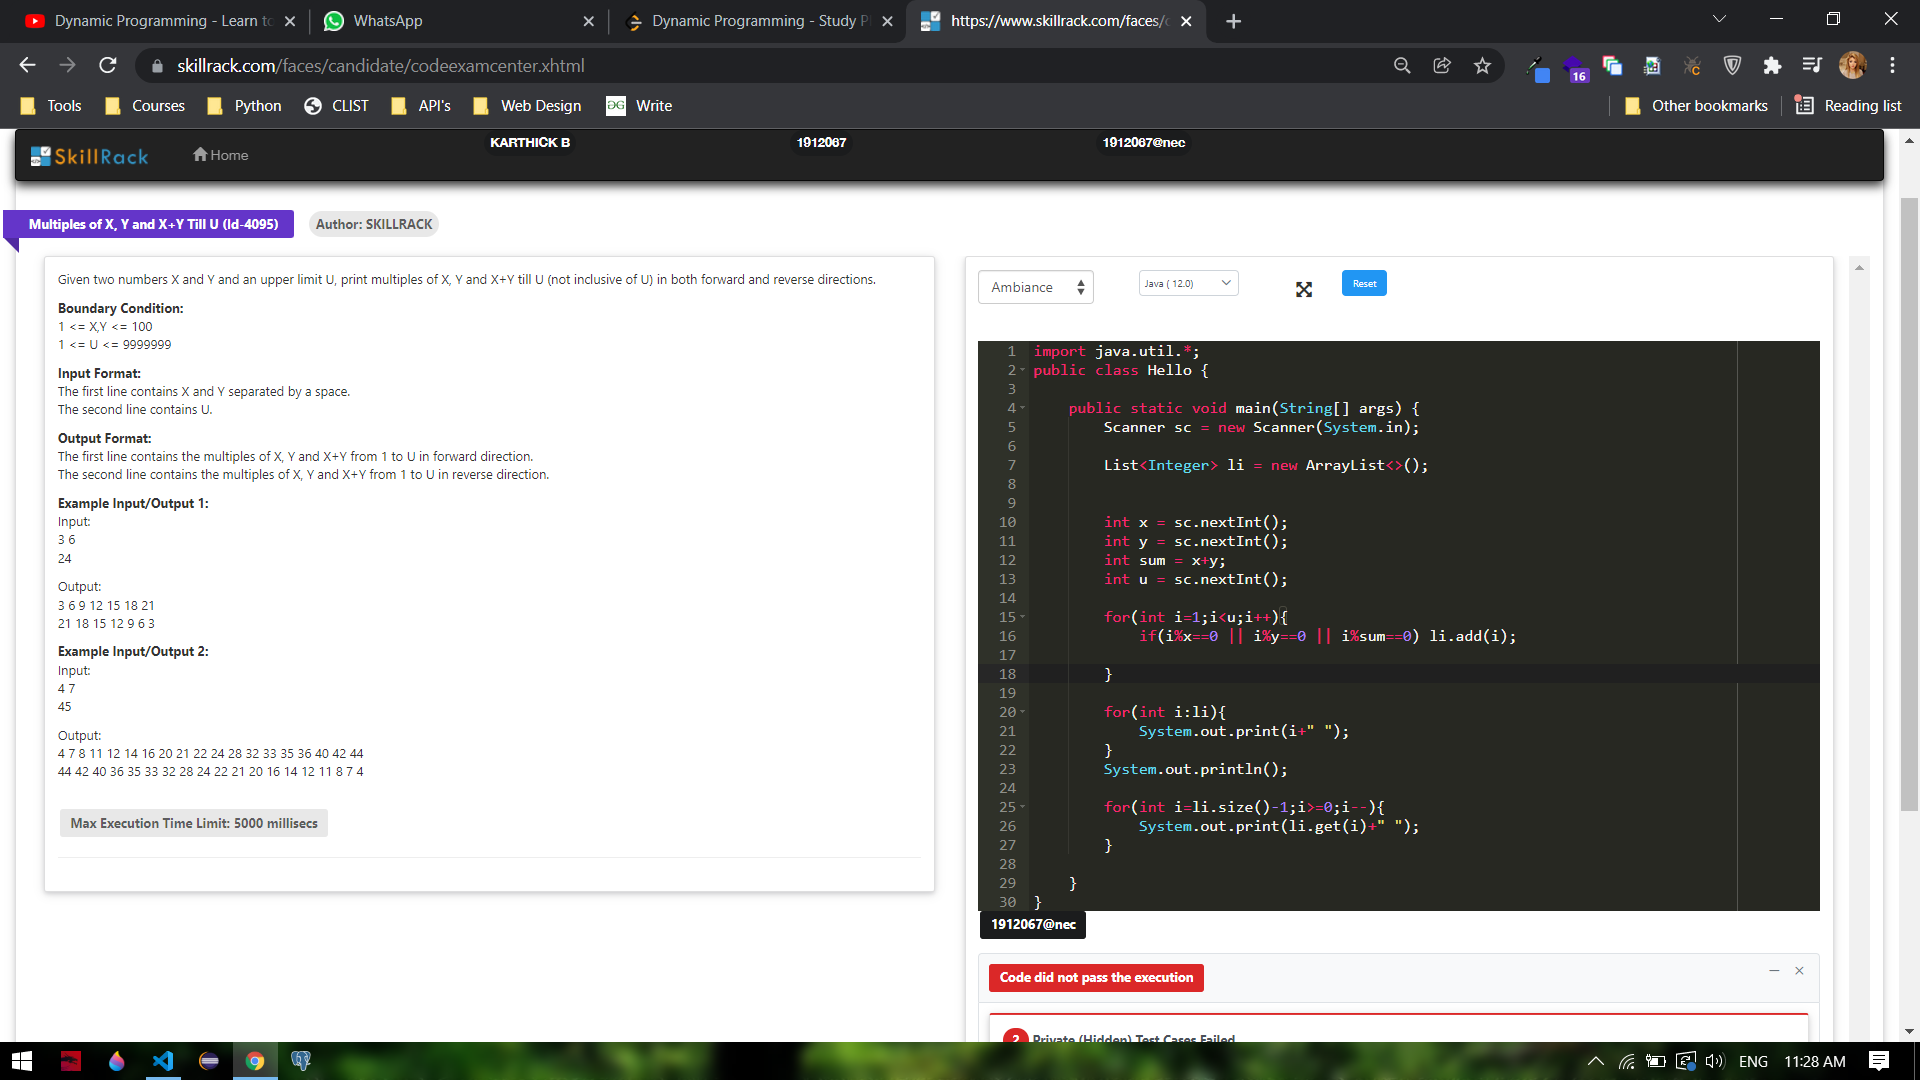 Dynamic Programming - Learn to
WhatsApp
Dynamic Programming - Study P
https://www.skillrack.com/faces/c
skillrack.com/faces/candidate/codeexamcenter.xhtml
16
Tools
Courses
Python
CLIST
API's
Web Design
Write
Other bookmarks
Reading list
SkillRack
Home
KARTHICK B
1912067
1912067@nec
Multiples of X, Y and X+Y Till U (Id-4095)
Author: SKILLRACK
Given two numbers X and Y and an upper limit U, print multiples of X, Y and X+Y till U (not inclusive of U) in both forward and reverse directions.
Boundary Condition:
1 <= X,Y <= 100
1 <= U <= 9999999
Input Format:
The first line contains X and Y separated by a space.
The second line contains U.
Output Format:
The first line contains the multiples of X, Y and X+Y from 1 to U in forward direction.
The second line contains the multiples of X, Y and X+Y from 1 to U in reverse direction.
Example Input/Output 1:
Input:
3 6
24
Output:
3 6 9 12 15 18 21
21 18 15 12 9 6 3
Example Input/Output 2:
Input:
4 7
45
Output:
4 7 8 11 12 14 16 20 21 22 24 28 32 33 35 36 40 42 44
44 42 40 36 35 33 32 28 24 22 21 20 16 14 12 11 8 7 4
Max Execution Time Limit: 5000 millisecs
Ambiance
Java ( 12.0)
Reset
1 import java.util.*;
2 public class Hello {
3
4 public static void main(String[] args) {
5 Scanner sc = new Scanner(System.in);
6
7 List<Integer> li = new ArrayList<>();
8
9
10 int x = sc.nextInt();
11 int y = sc.nextInt();
12 int sum = x+y;
13 int u = sc.nextInt();
14
15 for(int i=1;i<u;i++){
16 if(i%x==0 || i%y==0 || i%sum==0) li.add(i);
17
18 }
19
20 for(int i:li){
21 System.out.print(i+" ");
22 }
23 System.out.println();
24
25 for(int i=li.size()-1;i>=0;i--){
26 System.out.print(li.get(i)+" ");
27 }
28
29 }
30 }
1912067@nec
Code did not pass the execution
2 Private (Hidden) Test Cases Failed
ENG
11:28 AM